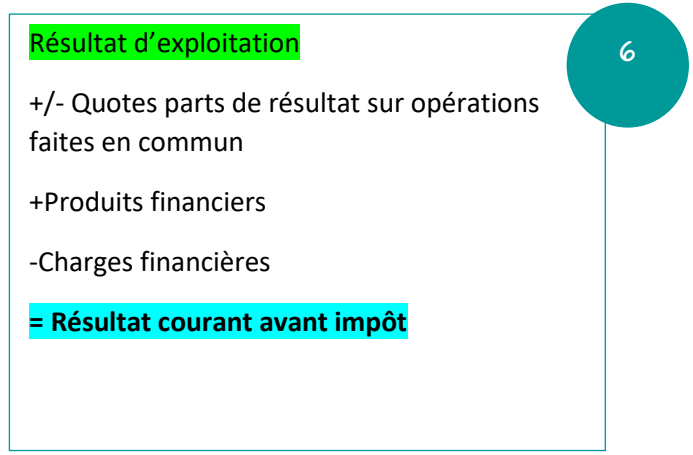 Résultat d’exploitation
6
+/- Quotes parts de résultat sur opérations
faites en commun
+Produits financiers
-Charges financières
= Résultat courant avant impôt